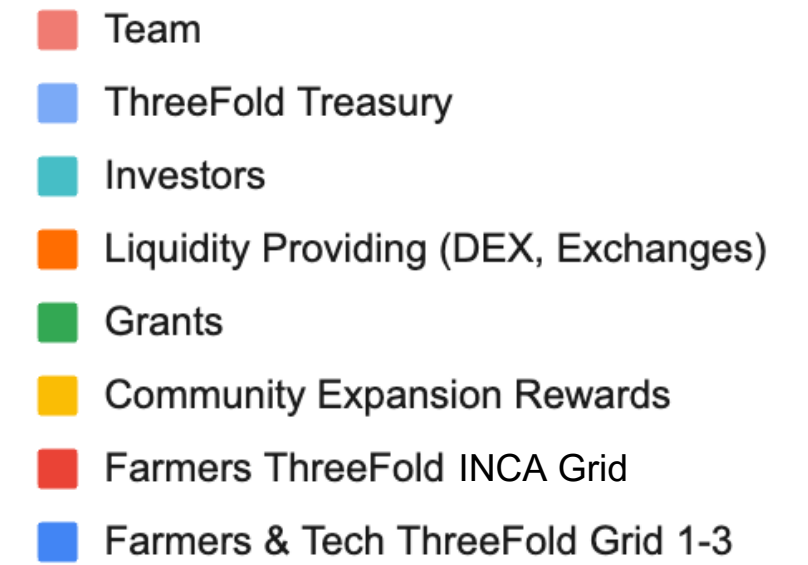 Team
ThreeFold Treasury
Investors
Liquidity Providing (DEX, Exchanges)
Grants
Community Expansion Rewards
Farmers ThreeFold INCA Grid
Farmers & Tech ThreeFold Grid 1-3